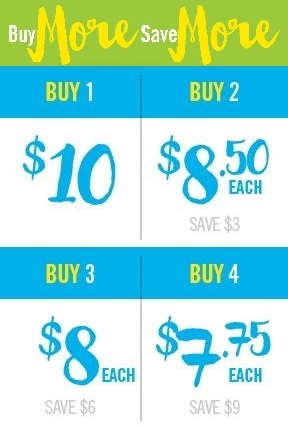 Buy More Save More
BUY 1
$10
BUY 2
$8.50
EACH
SAVE $3
BUY 3
$8 EACH
SAVE $6
BUY 4
$7.75
EACH
SAVE $9